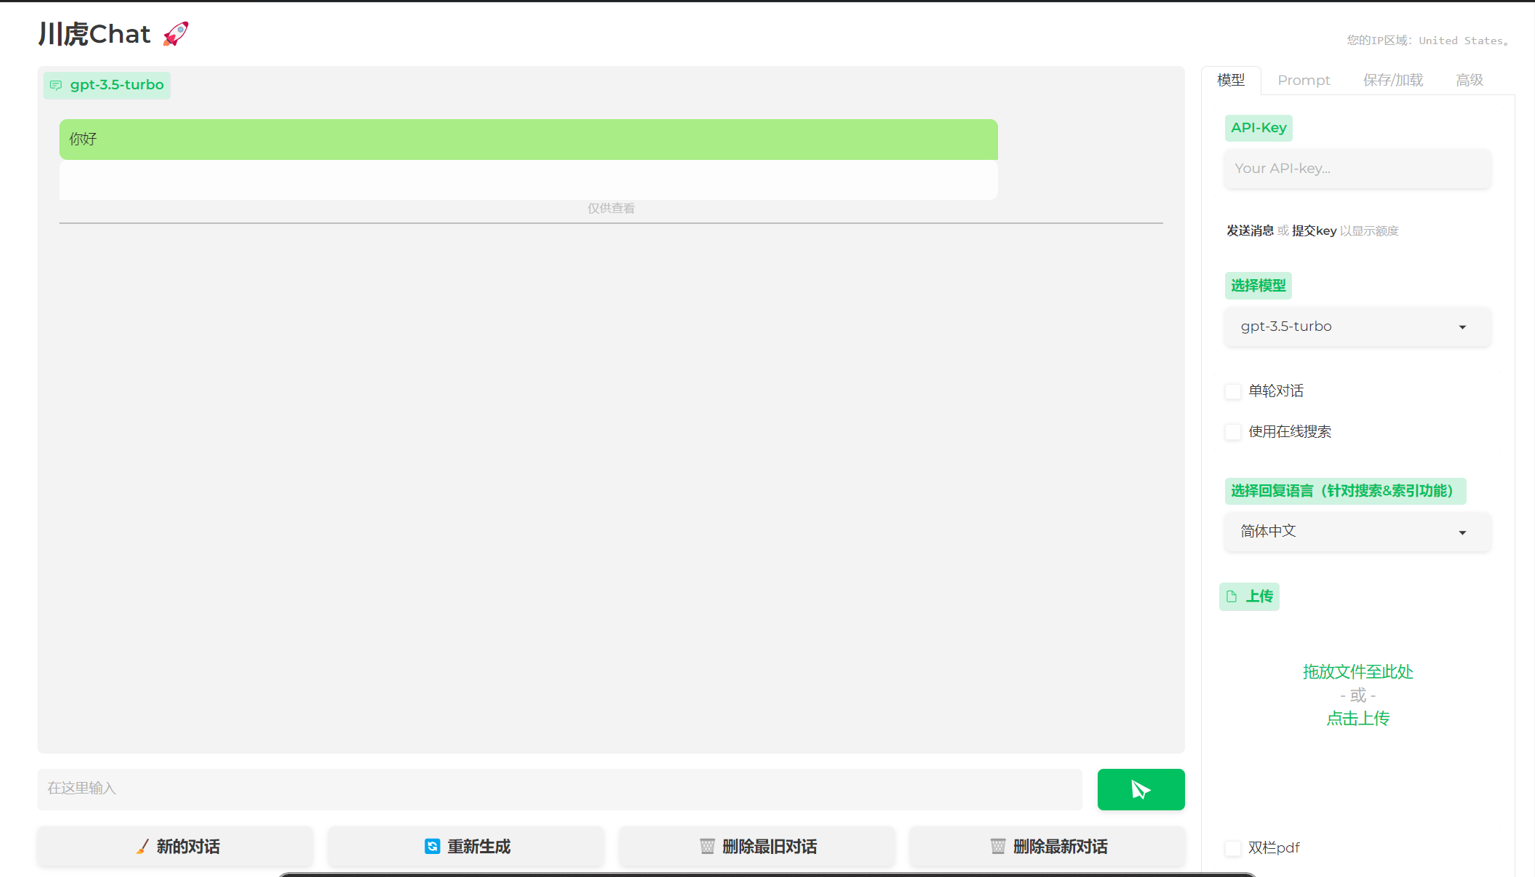 川虎Chat 🚀
您的IP区域：United States。
gpt-3.5-turbo
你好
仅供查看
在这里输入
新的对话
重新生成
删除最旧对话
删除最新对话
模型
Prompt
保存/加载
高级
API-Key
Your API-key...
发送消息 或 提交key 以显示额度
选择模型
gpt-3.5-turbo
单轮对话
使用在线搜索
选择回复语言（针对搜索&索引功能）
简体中文
上传
拖放文件至此处
- 或 -
点击上传
双栏pdf